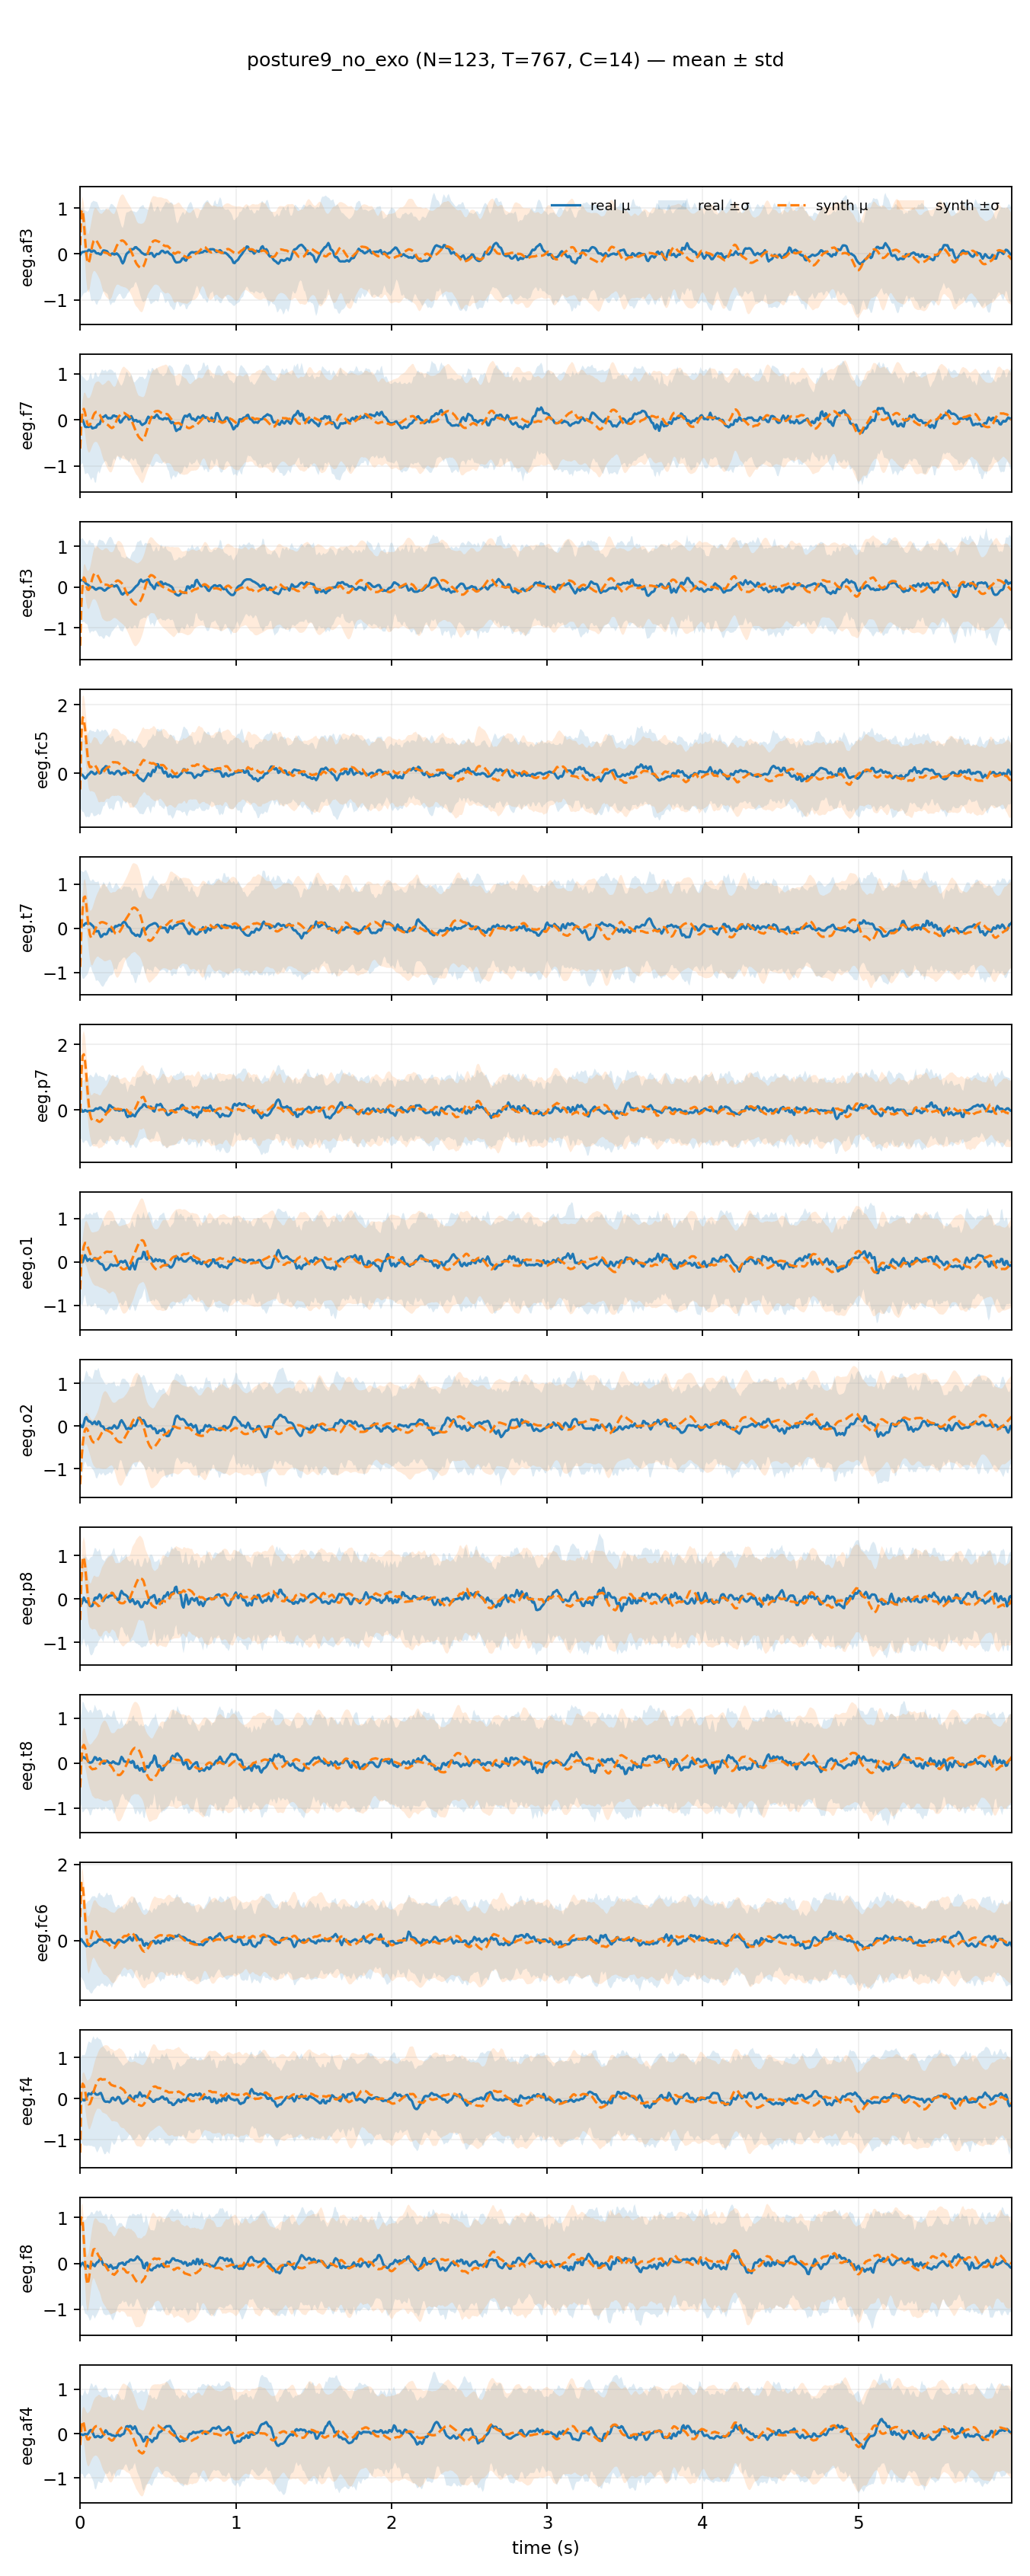 posture9_no_exo (N=123, T=767, C=14) — mean ± std
real μ real ±σ synth μ synth ±σ
eeg.af3
1
0
−1
eeg.f7
1
0
−1
eeg.f3
1
0
−1
eeg.fc5
2
0
eeg.t7
1
0
−1
eeg.p7
2
0
eeg.o1
1
0
−1
eeg.o2
1
0
−1
eeg.p8
1
0
−1
eeg.t8
1
0
−1
eeg.fc6
2
0
eeg.f4
1
0
−1
eeg.f8
1
0
−1
eeg.af4
1
0
−1
0 1 2 3 4 5
time (s)